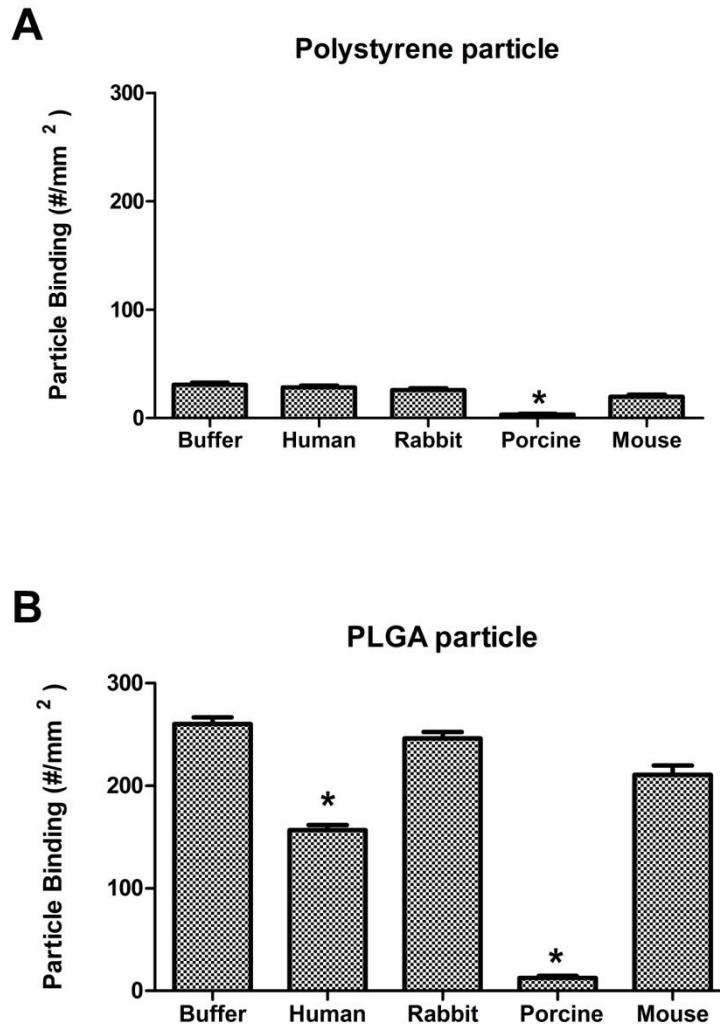 A
Polystyrene particle
Particle Binding (#/mm 2 )
300
200
100
0
*
Buffer Human Rabbit Porcine Mouse
B
PLGA particle
Particle Binding (#/mm 2 )
300
200
100
0
*
*
Buffer Human Rabbit Porcine Mouse